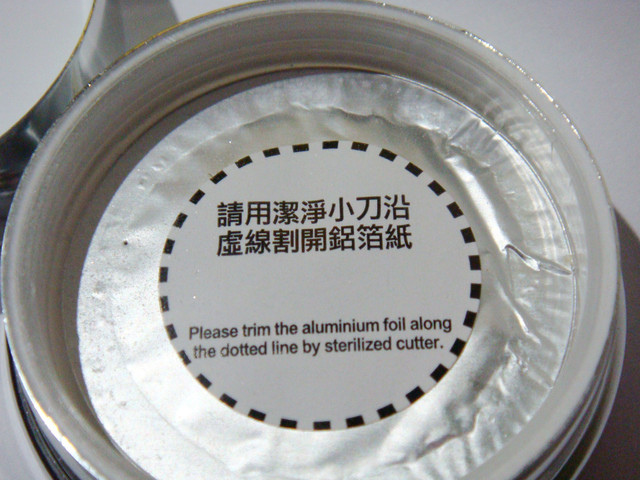 請用潔淨小刀沿
虛線割開鋁箔紙
Please trim the aluminium foil along
the dotted line by sterilized cutter.